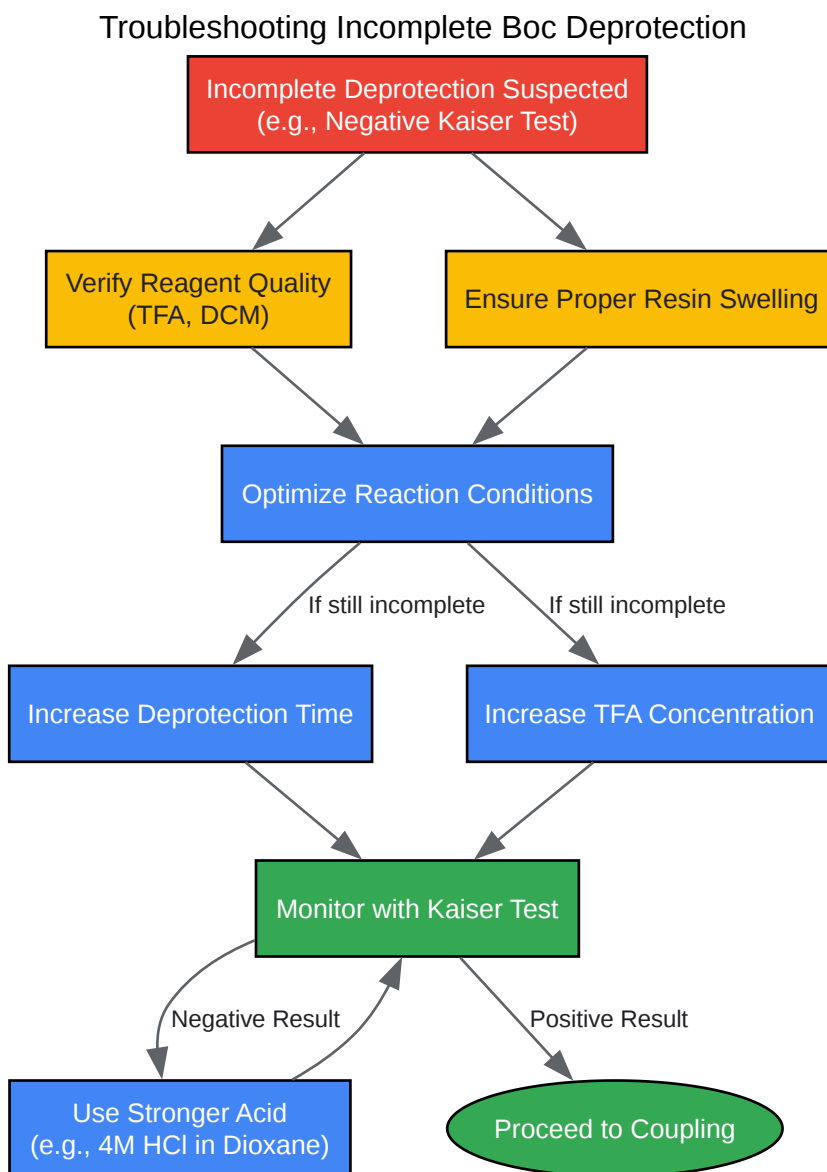 Troubleshooting Incomplete Boc Deprotection
Incomplete Deprotection Suspected
(e.g., Negative Kaiser Test)
Verify Reagent Quality
(TFA, DCM)
Ensure Proper Resin Swelling
Optimize Reaction Conditions
If still incomplete
If still incomplete
Increase Deprotection Time
Increase TFA Concentration
Monitor with Kaiser Test
Negative Result
Positive Result
Use Stronger Acid
(e.g., 4M HCl in Dioxane)
Proceed to Coupling